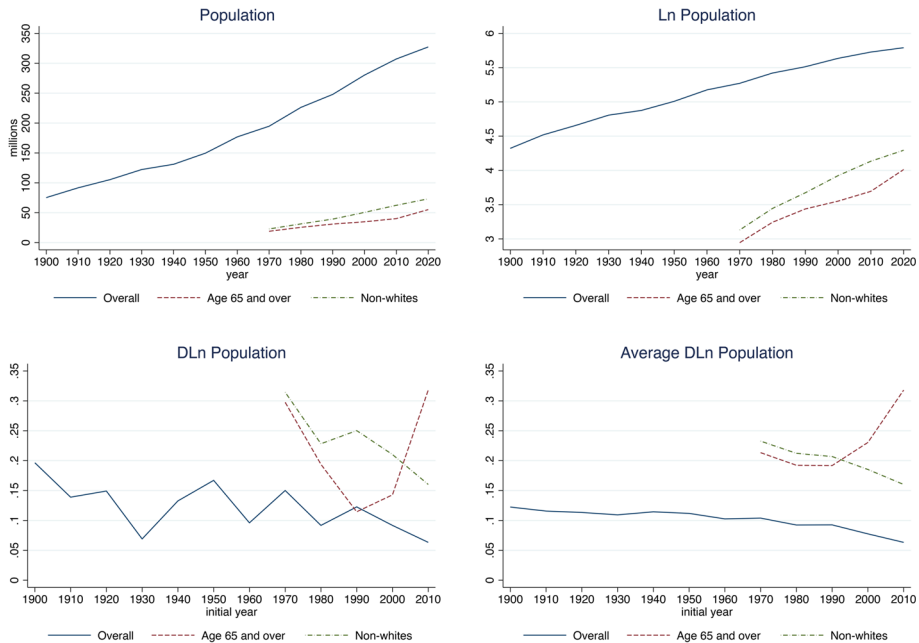 Population
350
300
250
200
150
100
50
0
millions
1900 1910 1920 1930 1940 1950 1960 1970 1980 1990 2000 2010 2020
year
Overall Age 65 and over Non-whites
Ln Population
6
5.5
5
4.5
4
3.5
3
1900 1910 1920 1930 1940 1950 1960 1970 1980 1990 2000 2010 2020
year
Overall Age 65 and over Non-whites
DLn Population
.35
.3
.25
.2
.15
.1
.05
0
1900 1910 1920 1930 1940 1950 1960 1970 1980 1990 2000 2010
initial year
Overall Age 65 and over Non-whites
Average DLn Population
.35
.3
.25
.2
.15
.1
.05
0
1900 1910 1920 1930 1940 1950 1960 1970 1980 1990 2000 2010
initial year
Overall Age 65 and over Non-whites